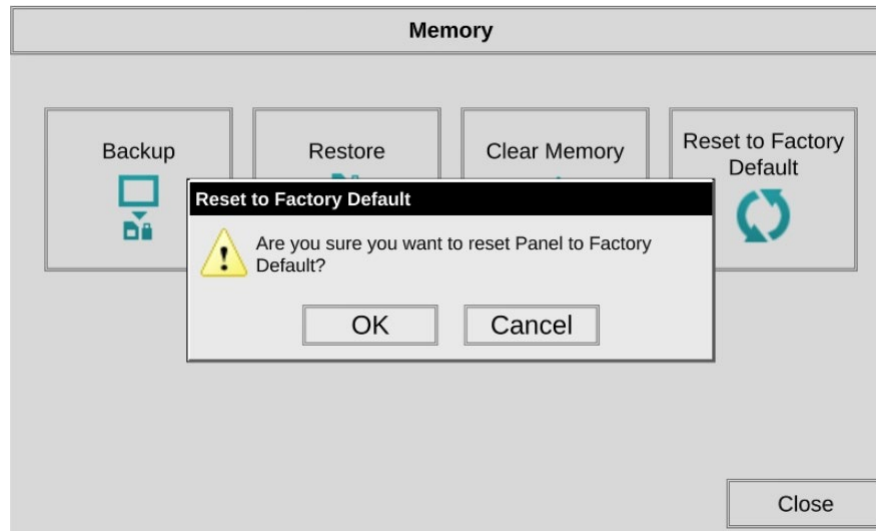 Memory
Backup
Restore
Clear Memory
Reset to Factory
Default
Reset to Factory Default
Are you sure you want to reset Panel to Factory
Default?
OK
Cancel
Close